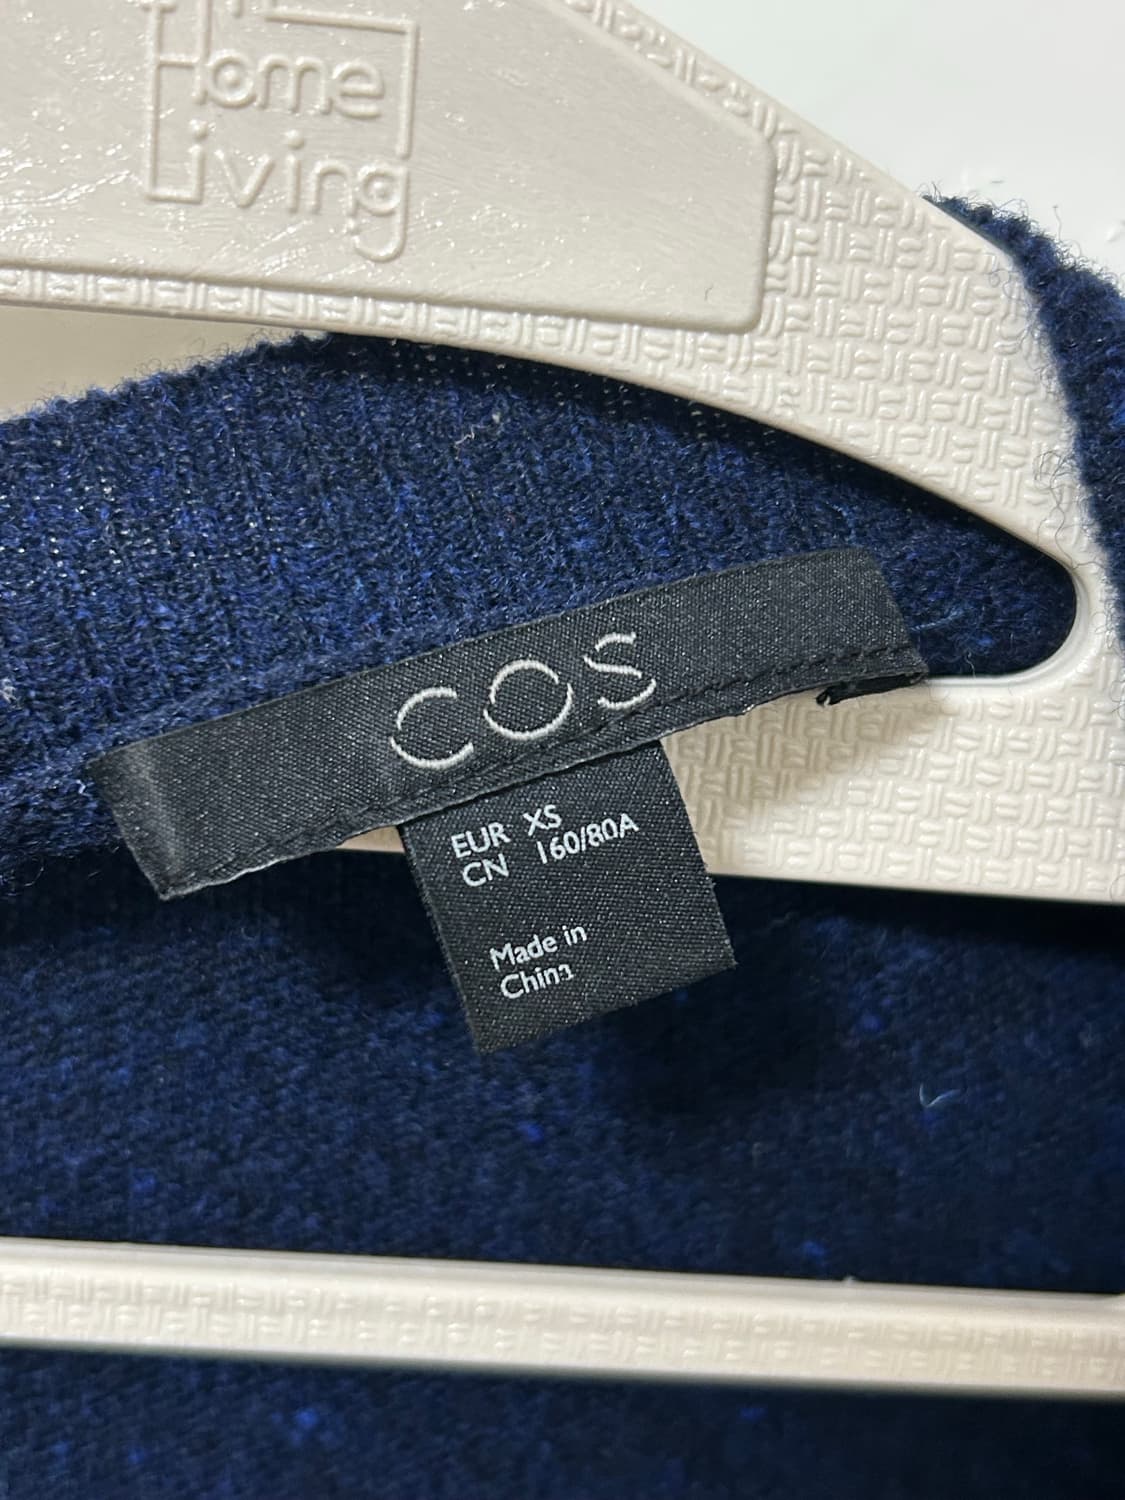 Home
Living
COS
EUR XS
CN 160/80A
Made in
China